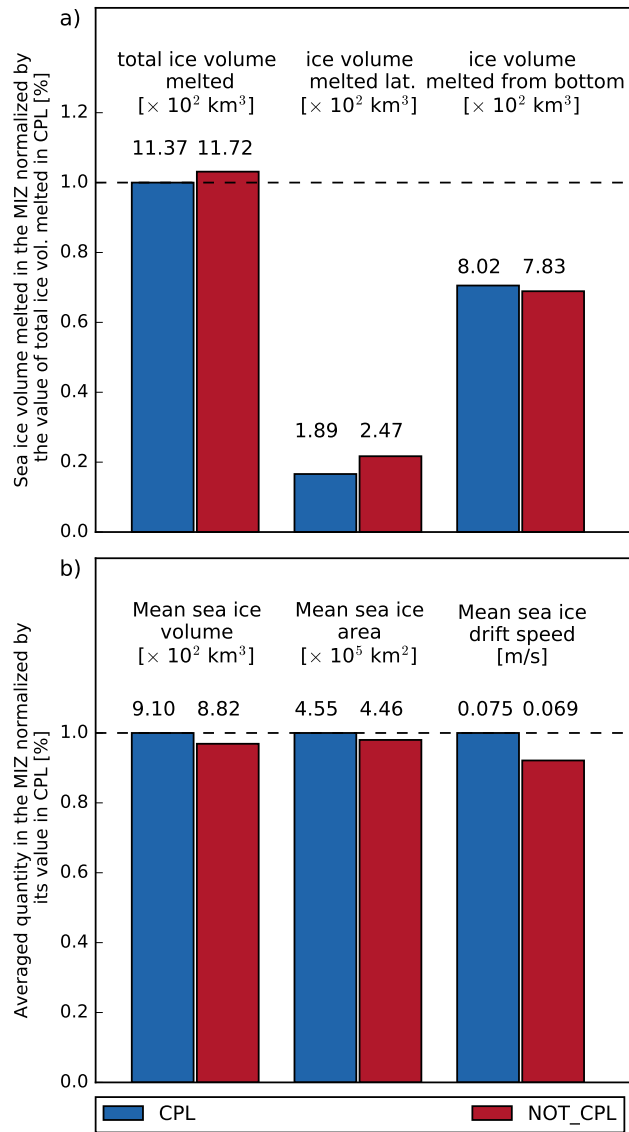 a)
total ice volume
melted
[× 10² km³]
ice volume
melted lat.
[× 10² km³]
ice volume
melted from bottom
[× 10² km³]
Sea ice volume melted in the MIZ normalized by
the value of total ice vol. melted in CPL [%]
1.2
1.0
0.8
0.6
0.4
0.2
0.0
11.37 11.72
1.89 2.47
8.02 7.83
b)
Mean sea ice
volume
[× 10² km³]
Mean sea ice
area
[× 10⁵ km²]
Mean sea ice
drift speed
[m/s]
Averaged quantity in the MIZ normalized by
its value in CPL [%]
9.10 8.82
4.55 4.46
0.075 0.069
1.0
0.8
0.6
0.4
0.2
0.0
CPL
NOT_CPL